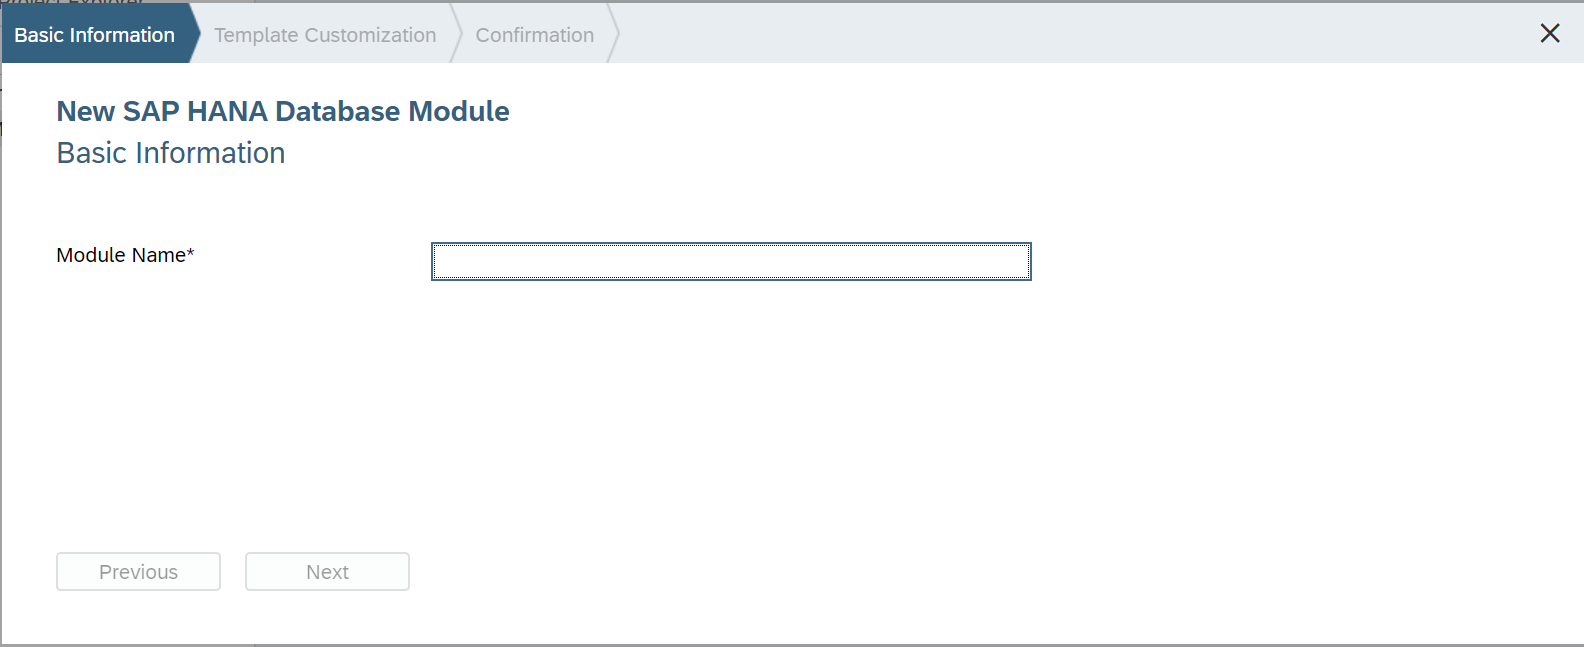 Basic Information
Template Customization
Confirmation
New SAP HANA Database Module
Basic Information
Module Name*
Previous
Next